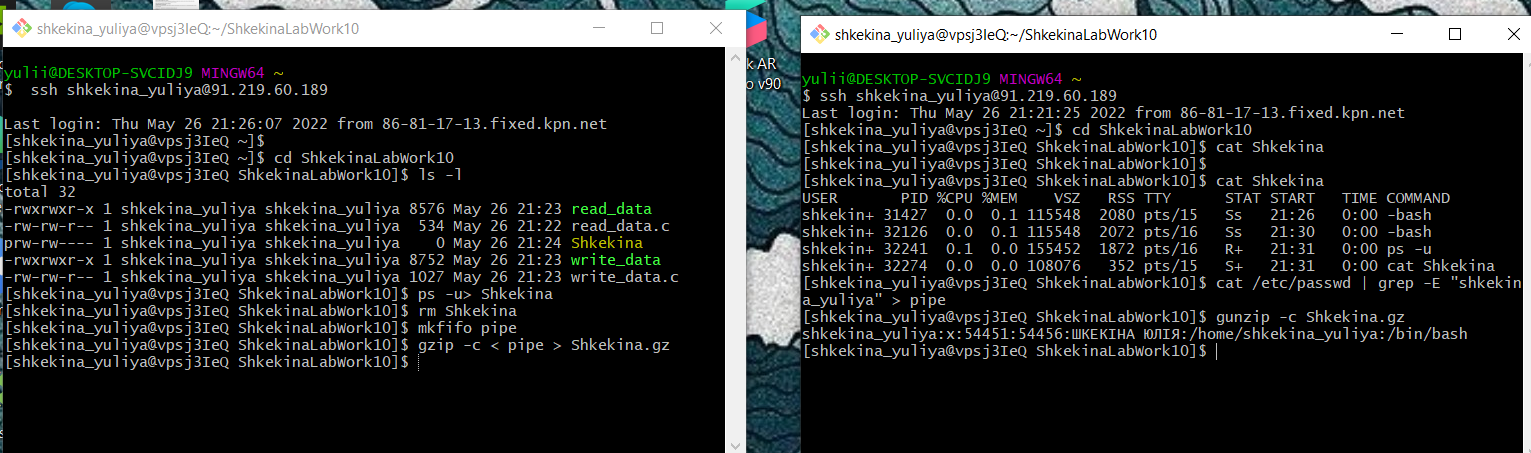 shkekina_yuliya@vpsj3IeQ:~/ShkekinaLabWork10
yulii@DESKTOP-SVCIDJ9 MINGW64 ~
$  ssh shkekina_yuliya@91.219.60.189
Last login: Thu May 26 21:26:07 2022 from 86-81-17-13.fixed.kpn.net
[shkekina_yuliya@vpsj3IeQ ~]$
[shkekina_yuliya@vpsj3IeQ ~]$ cd ShkekinaLabWork10
[shkekina_yuliya@vpsj3IeQ ShkekinaLabWork10]$ ls -l
total 32
-rwxrwxr-x 1 shkekina_yuliya shkekina_yuliya 8576 May 26 21:23 read_data
-rw-rw-r-- 1 shkekina_yuliya shkekina_yuliya  534 May 26 21:22 read_data.c
prw-rw---- 1 shkekina_yuliya shkekina_yuliya    0 May 26 21:24 Shkekina
-rwxrwxr-x 1 shkekina_yuliya shkekina_yuliya 8752 May 26 21:23 write_data
-rw-rw-r-- 1 shkekina_yuliya shkekina_yuliya 1027 May 26 21:23 write_data.c
[shkekina_yuliya@vpsj3IeQ ShkekinaLabWork10]$ ps -u> Shkekina
[shkekina_yuliya@vpsj3IeQ ShkekinaLabWork10]$ rm Shkekina
[shkekina_yuliya@vpsj3IeQ ShkekinaLabWork10]$ mkfifo pipe
[shkekina_yuliya@vpsj3IeQ ShkekinaLabWork10]$ gzip -c < pipe > Shkekina.gz
[shkekina_yuliya@vpsj3IeQ ShkekinaLabWork10]$
k AR
o v90
shkekina_yuliya@vpsj3IeQ:~/ShkekinaLabWork10
yulii@DESKTOP-SVCIDJ9 MINGW64 ~
$ ssh shkekina_yuliya@91.219.60.189
Last login: Thu May 26 21:21:25 2022 from 86-81-17-13.fixed.kpn.net
[shkekina_yuliya@vpsj3IeQ ~]$ cd ShkekinaLabWork10
[shkekina_yuliya@vpsj3IeQ ShkekinaLabWork10]$ cat Shkekina
[shkekina_yuliya@vpsj3IeQ ShkekinaLabWork10]$
[shkekina_yuliya@vpsj3IeQ ShkekinaLabWork10]$ cat Shkekina
USER       PID %CPU %MEM    VSZ   RSS TTY      STAT START   TIME COMMAND
shkekin+ 31427  0.0  0.1 115548  2080 pts/15   Ss   21:26   0:00 -bash
shkekin+ 32126  0.0  0.1 115548  2072 pts/16   Ss   21:30   0:00 -bash
shkekin+ 32241  0.1  0.0 155452  1872 pts/16   R+   21:31   0:00 ps -u
shkekin+ 32274  0.0  0.0 108076   352 pts/15   S+   21:31   0:00 cat Shkekina
[shkekina_yuliya@vpsj3IeQ ShkekinaLabWork10]$ cat /etc/passwd | grep -E "shkekin
a_yuliya" > pipe
[shkekina_yuliya@vpsj3IeQ ShkekinaLabWork10]$ gunzip -c Shkekina.gz
shkekina_yuliya:x:54451:54456:ШКЕКІНА ЮЛІЯ:/home/shkekina_yuliya:/bin/bash
[shkekina_yuliya@vpsj3IeQ ShkekinaLabWork10]$